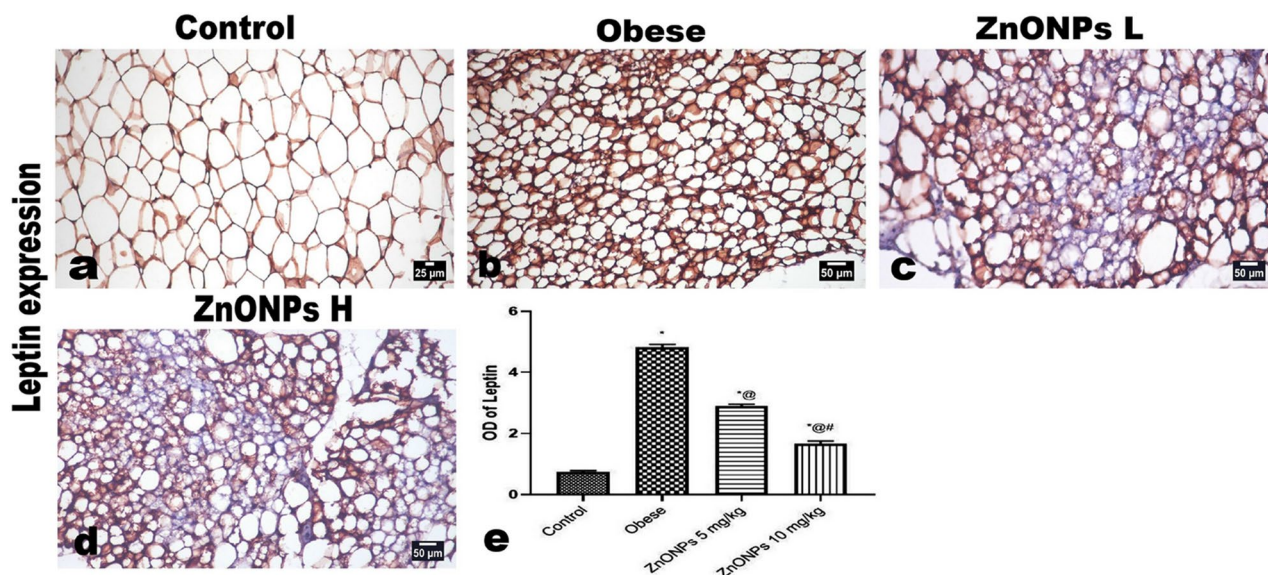 Control
Obese
ZnONPs L
Leptin expression
a
25 µm
b
50 µm
c
50 µm
ZnONPs H
d
50 µm
OD of Leptin
6
4
2
0
*
*@
*@#
Control
Obese
ZnONPs 5 mg/kg
ZnONPs 10 mg/kg
e